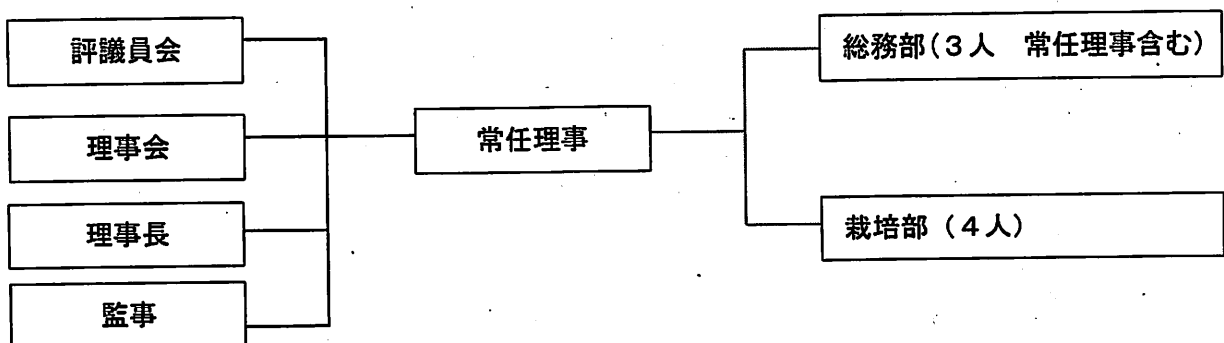 評議員会
理事会
理事長
監事
常任理事
総務部(3人　常任理事含む)
栽培部（4人）